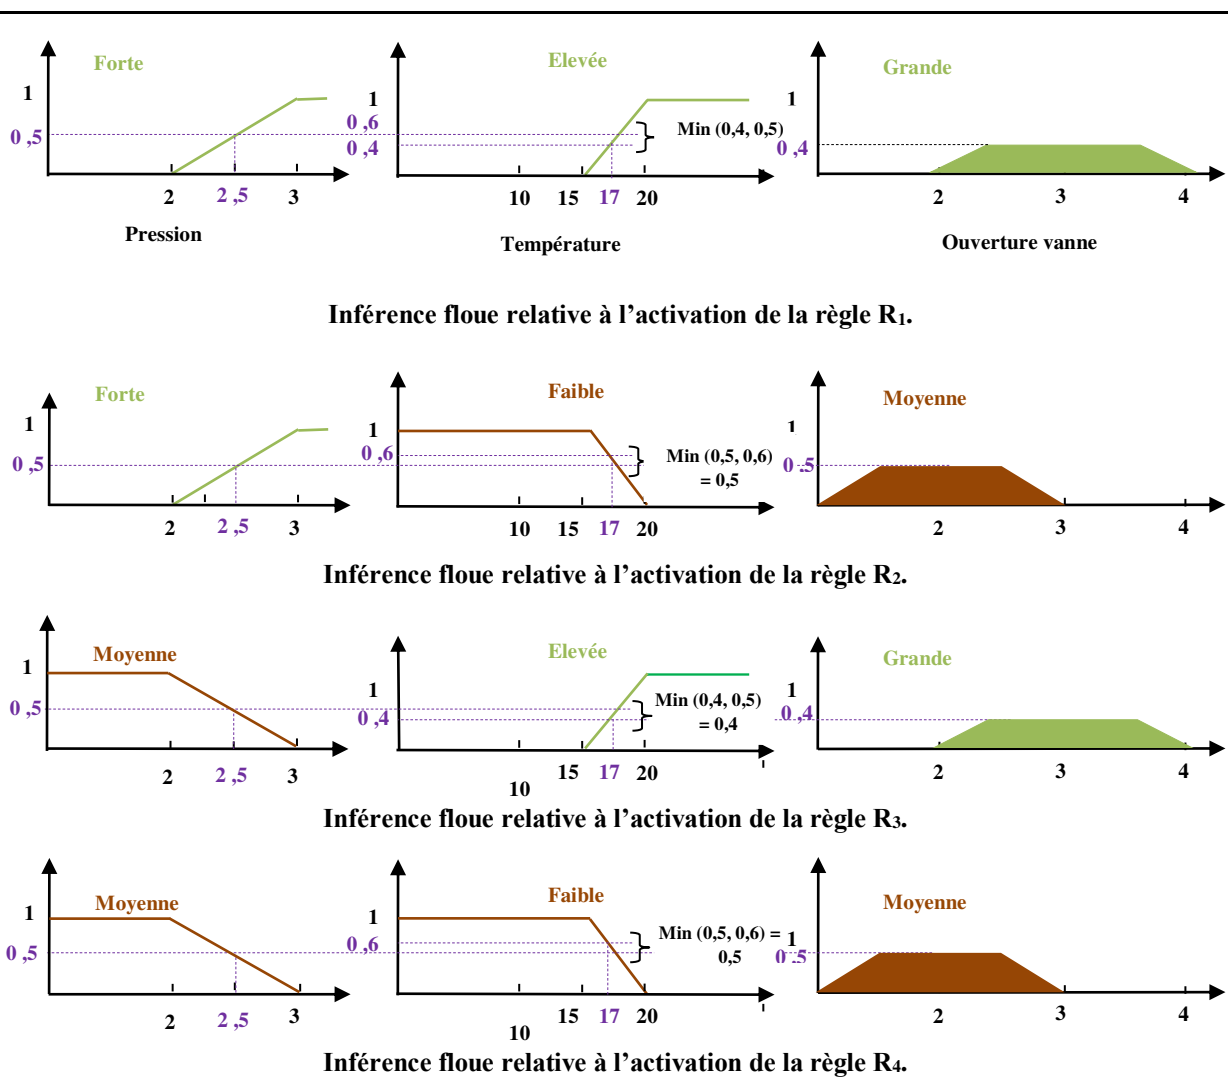 Forte Elevée Grande
1 1 1
0 ,6
0 ,5 Min (0,4, 0,5)
0 ,4 0 ,4
2 2 ,5 3 10 15 17 20 2 3 4
Pression Température Ouverture vanne
Inférence floue relative à l’activation de la règle R1.
Forte Faible Moyenne
1 1 1
0 ,6 Min (0,5, 0,6)
0 ,5 = 0,5 0 .5
2 2 ,5 3 10 15 17 20 2 3 4
Inférence floue relative à l’activation de la règle R2.
Moyenne Elevée Grande
1 1 1
Min (0,4, 0,5)
0 ,5 0 ,4 = 0,4 0 ,4
2 2 ,5 3 15 17 20 2 3 4
10
Inférence floue relative à l’activation de la règle R3.
Moyenne Faible Moyenne
1 1 1
0 ,6 Min (0,5, 0,6) =
0 ,5 0,5 0 .5
2 2 ,5 3 15 17 20 2 3 4
10
Inférence floue relative à l’activation de la règle R4.